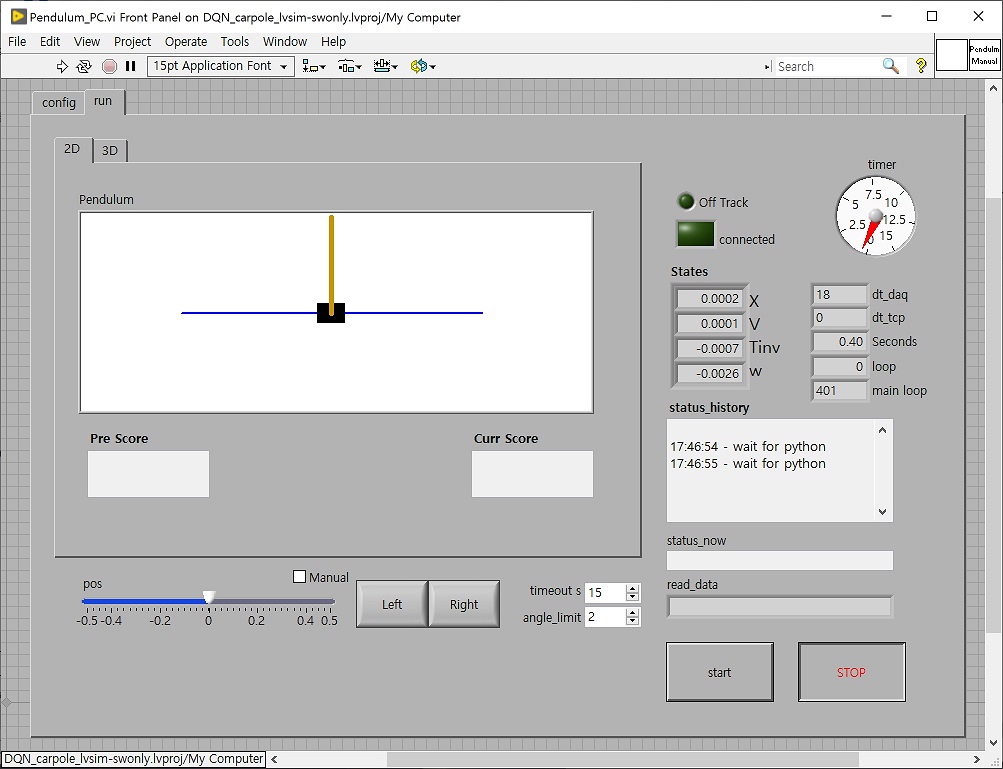 Pendulum_PC.vi Front Panel on DQN_carpole_lvsim-swonly.lvproj/My Computer
File Edit View Project Operate Tools Window Help
15pt Application Font
Search
Pendulm
Manual
config run
2D 3D
Pendulum
Pre Score
Curr Score
pos
-0.5 -0.4 -0.2 0 0.2 0.4 0.5
Manual
Left
Right
timeout s 15
angle_limit 2
Off Track
connected
timer
0 2.5 5 7.5 10 12.5 15
States
0.0002 X
0.0001 V
-0.0007 Tinv
-0.0026 w
18 dt_daq
0 dt_tcp
0.40 Seconds
0 loop
401 main loop
status_history
17:46:54 - wait for python
17:46:55 - wait for python
status_now
read_data
start
STOP
DQN_carpole_lvsim-swonly.lvproj/My Computer